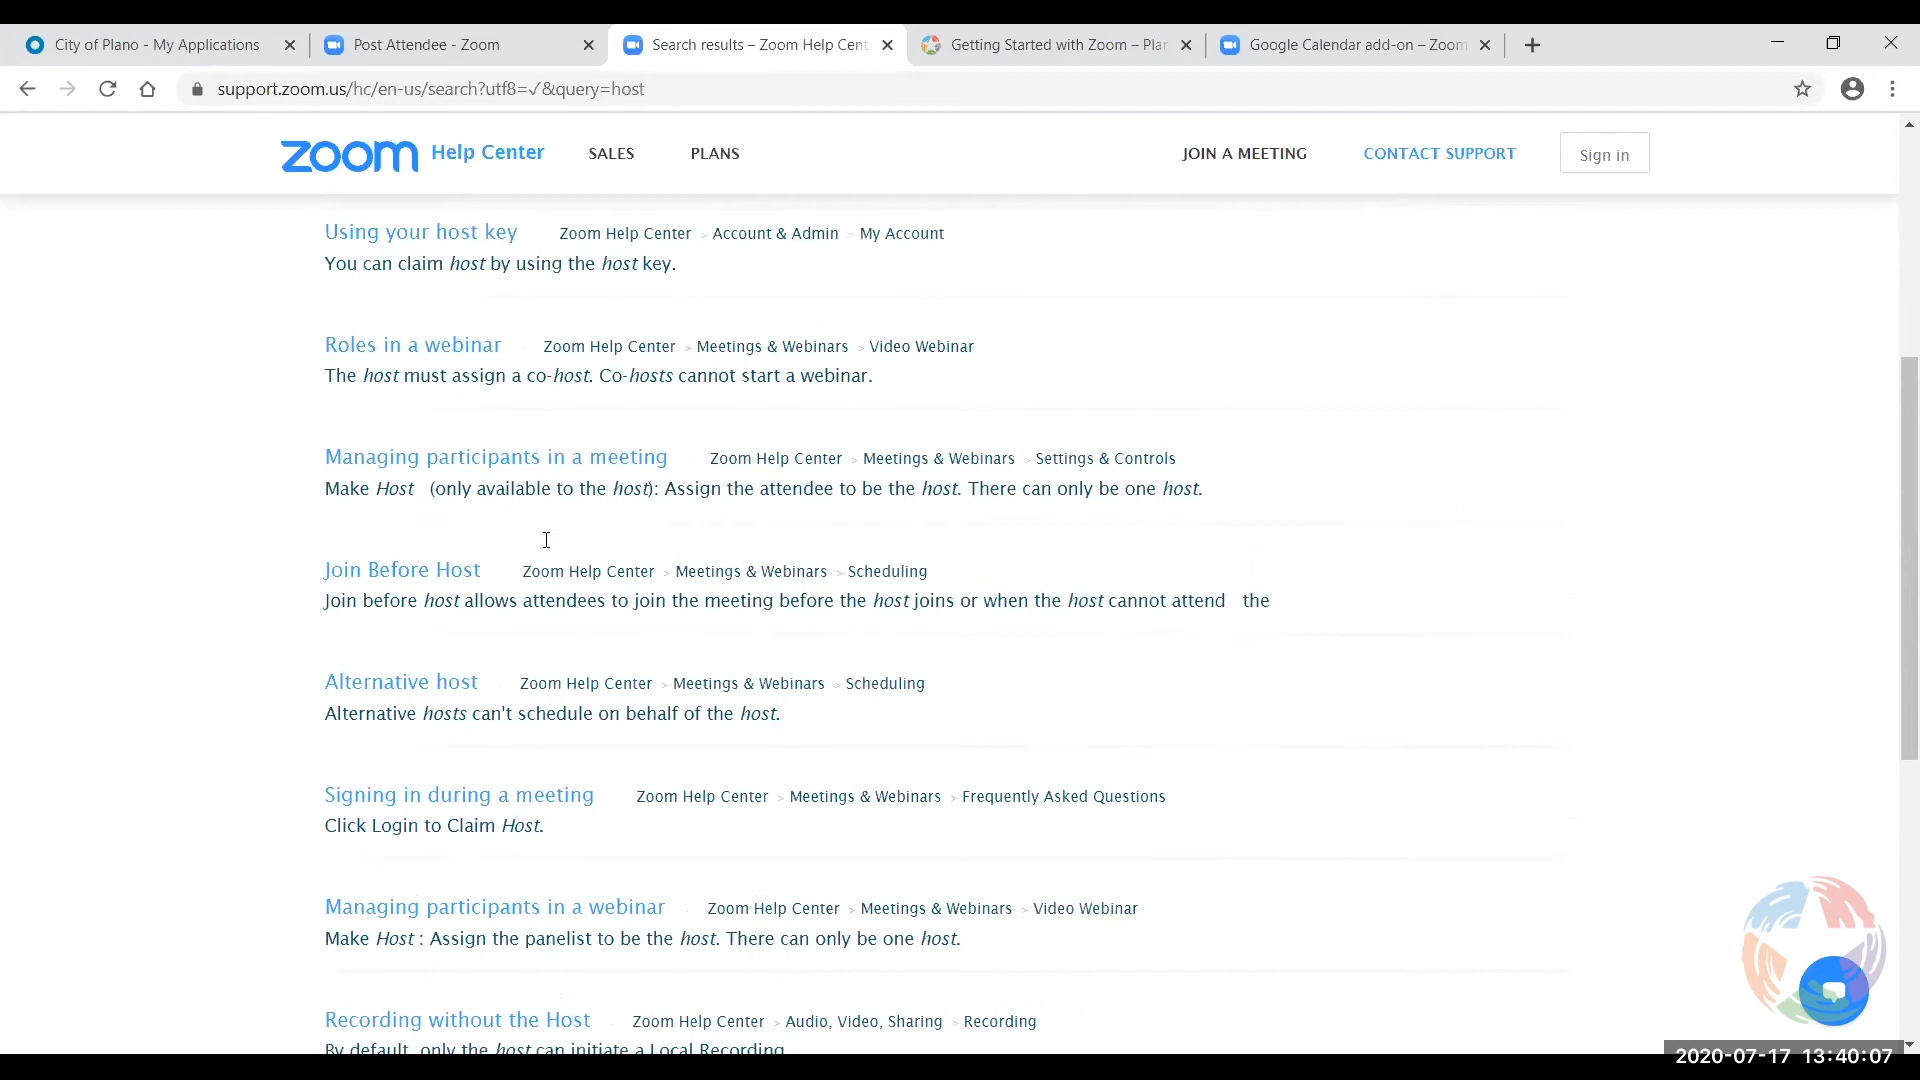 City of Plano - My Applications
Post Attendee - Zoom
Search results – Zoom Help Cent
Getting Started with Zoom – Plan
Google Calendar add-on – Zoom
support.zoom.us/hc/en-us/search?utf8=✓&query=host
zoom Help Center SALES PLANS JOIN A MEETING CONTACT SUPPORT Sign in
Using your host key Zoom Help Center > Account & Admin > My Account
You can claim host by using the host key.
Roles in a webinar Zoom Help Center > Meetings & Webinars > Video Webinar
The host must assign a co-host. Co-hosts cannot start a webinar.
Managing participants in a meeting Zoom Help Center > Meetings & Webinars > Settings & Controls
Make Host (only available to the host): Assign the attendee to be the host. There can only be one host.
Join Before Host Zoom Help Center > Meetings & Webinars > Scheduling
Join before host allows attendees to join the meeting before the host joins or when the host cannot attend the
Alternative host Zoom Help Center > Meetings & Webinars > Scheduling
Alternative hosts can't schedule on behalf of the host.
Signing in during a meeting Zoom Help Center > Meetings & Webinars > Frequently Asked Questions
Click Login to Claim Host.
Managing participants in a webinar Zoom Help Center > Meetings & Webinars > Video Webinar
Make Host : Assign the panelist to be the host. There can only be one host.
Recording without the Host Zoom Help Center > Audio, Video, Sharing > Recording
By default, only the host can initiate a Local Recording
2020-07-17 13:40:07